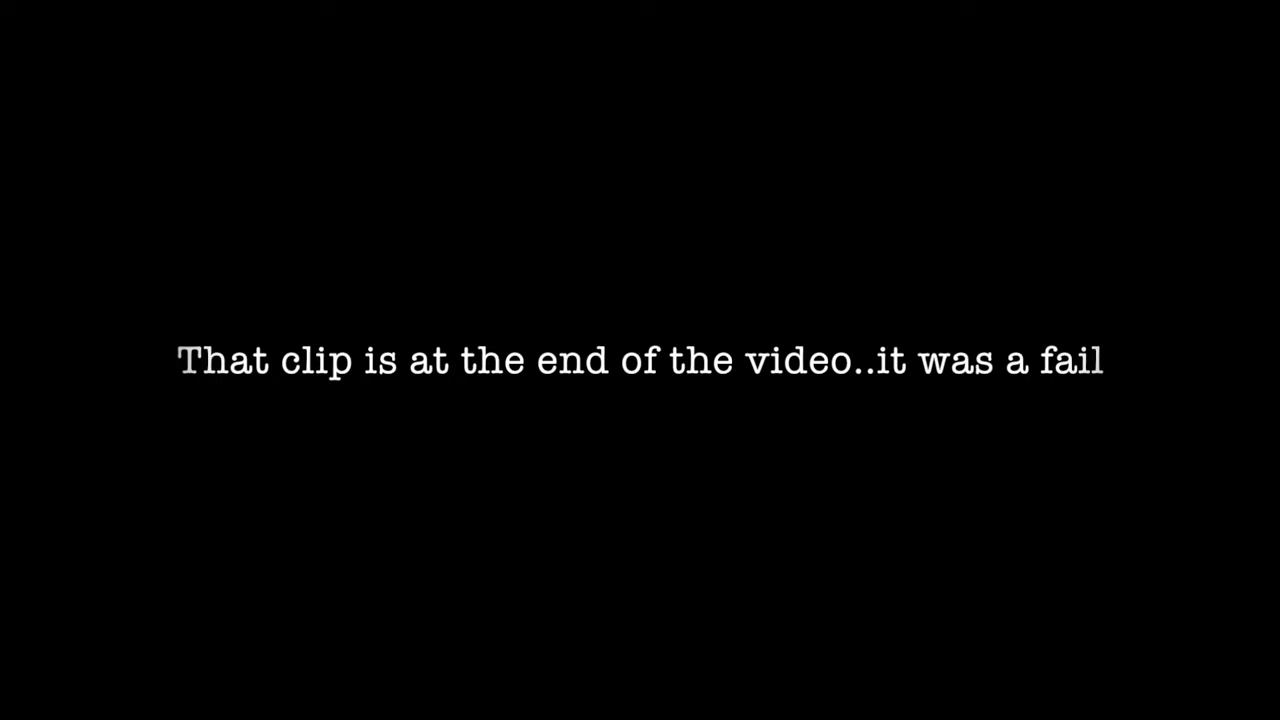 That clip is at the end of the video..it was a fail